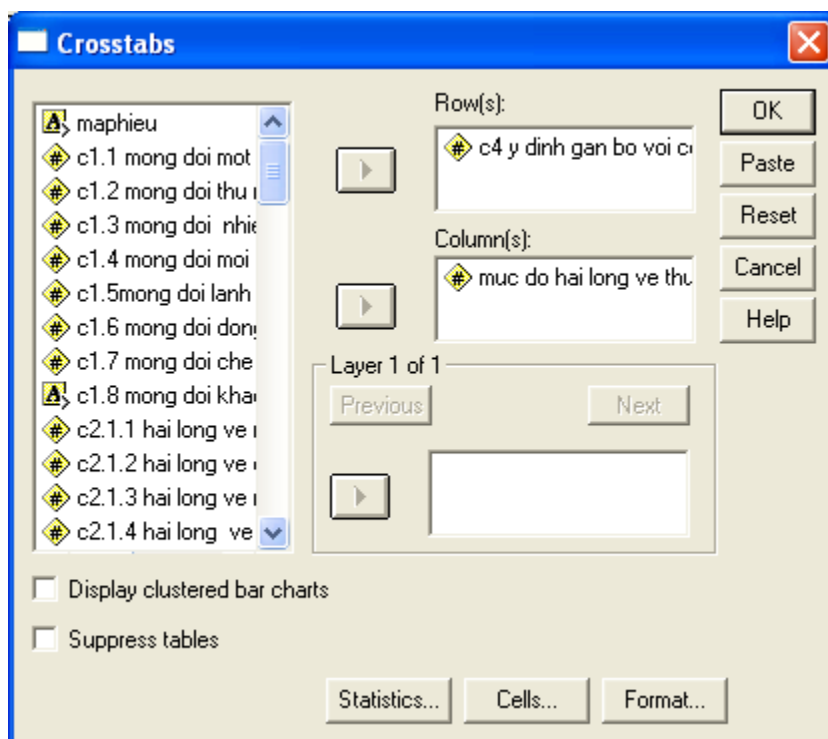 Crosstabs
maphieu
c1.1 mong doi mot
c1.2 mong doi thu
c1.3 mong doi nhie
c1.4 mong doi moi
c1.5mong doi lanh
c1.6 mong doi dong
c1.7 mong doi che
c1.8 mong doi kha
c2.1.1 hai long ve
c2.1.2 hai long ve
c2.1.3 hai long ve
c2.1.4 hai long ve
Row(s):
c4 y dinh gan bo voi
Column(s):
muc do hai long ve thu
Layer 1 of 1
Previous
Next
OK
Paste
Reset
Cancel
Help
Display clustered bar charts
Suppress tables
Statistics...
Cells...
Format...